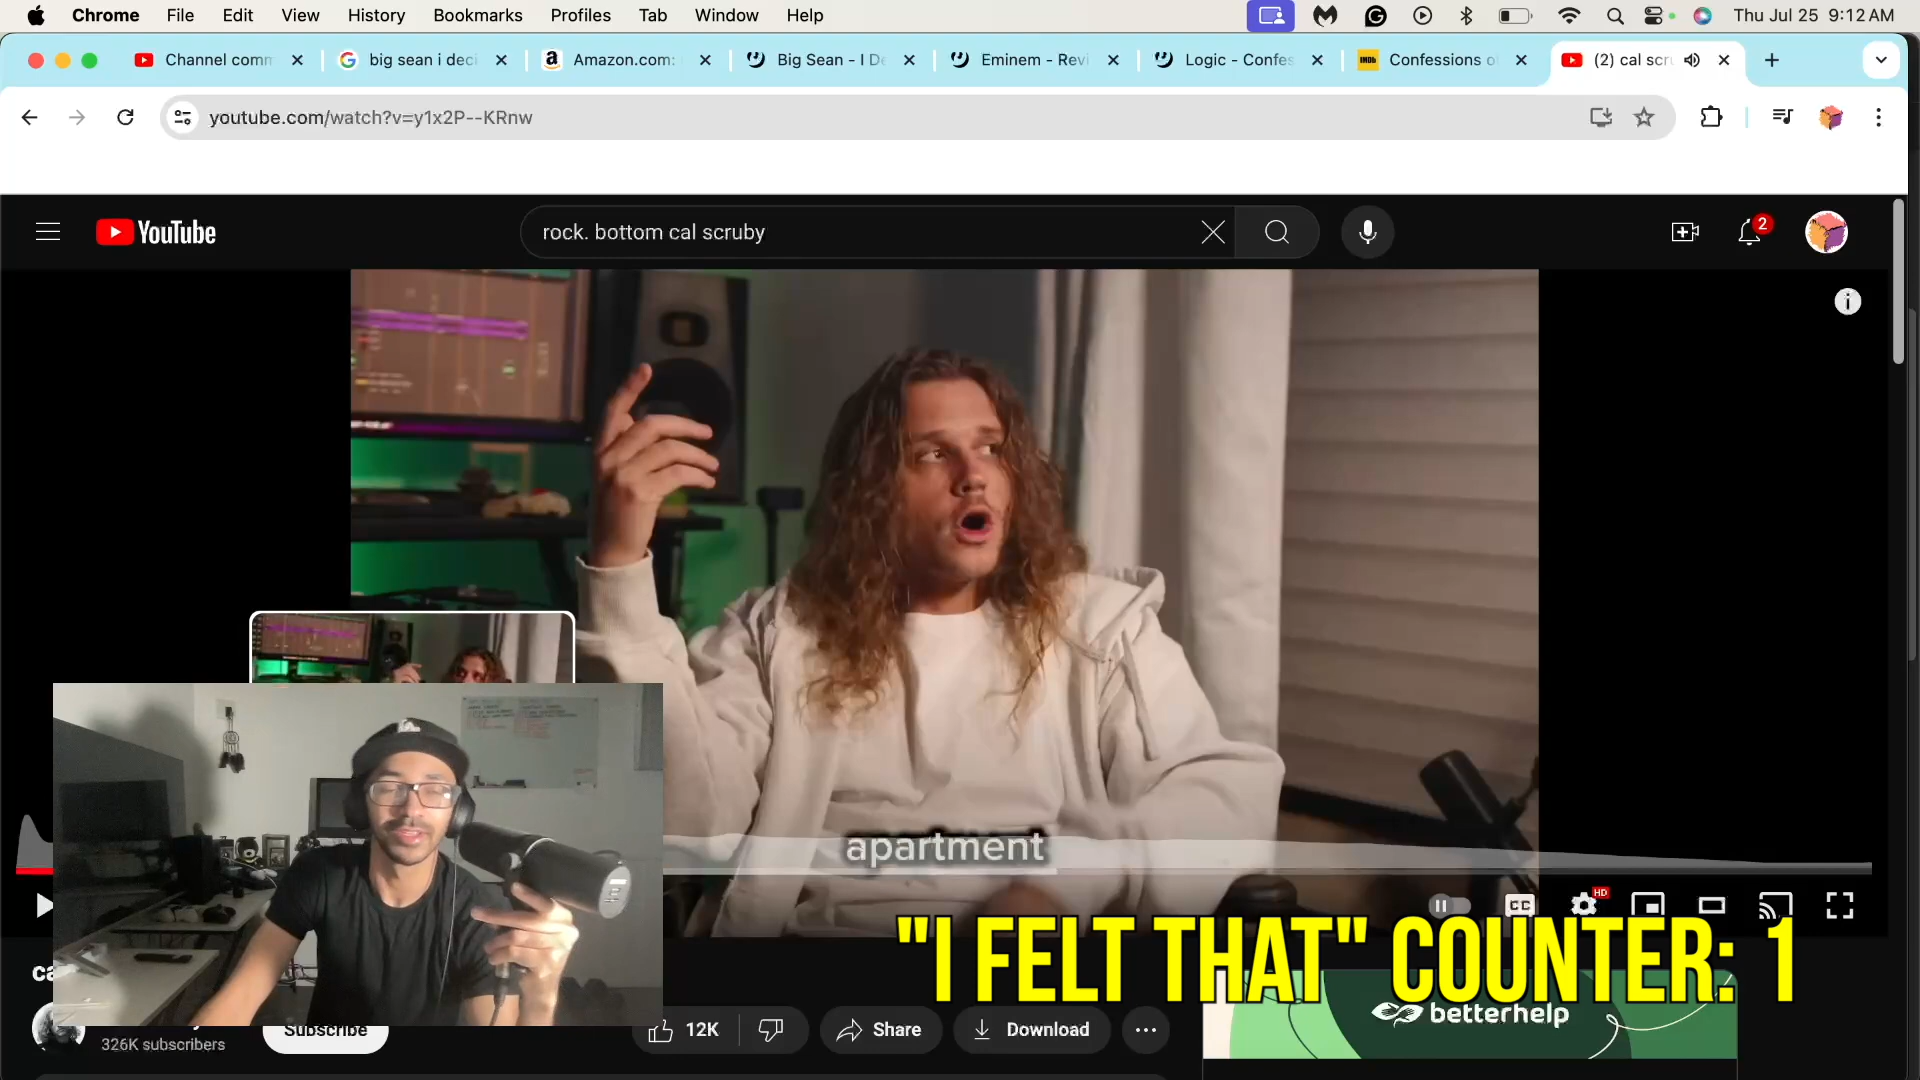 Chrome File Edit View History Bookmarks Profiles Tab Window Help Thu Jul 25 9:12 AM
Channel comm big sean i deci Amazon.com: Big Sean - I De Eminem - Revi Logic - Confes Confessions o (2) cal scru
youtube.com/watch?v=y1x2P--KRnw
YouTube
rock. bottom cal scruby
2
apartment
HD
CC
"I FELT THAT" COUNTER: 1
ca
betterhelp
326K subscribers
Subscribe
12K
Share
Download